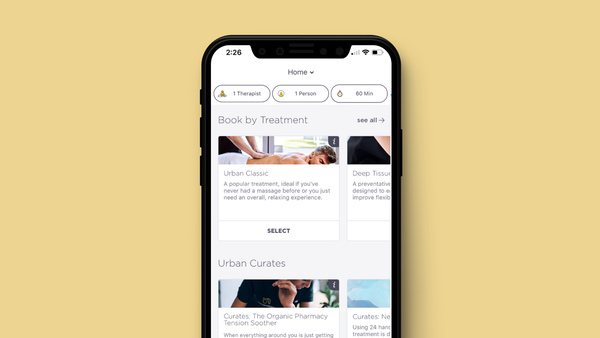 2:26
Home
1 Therapist
1 Person
60 Min
Book by Treatment
see all →
Urban Classic
A popular treatment, ideal if you've
never had a massage before or you just
need an overall, relaxing experience.
SELECT
Deep Tissu
A preventative
designed to ea
improve flexib
Urban Curates
Curates: The Organic Pharmacy
Tension Soother
When everything around you is just getting
Curates: Ne
Using 24 hand
treatment is d